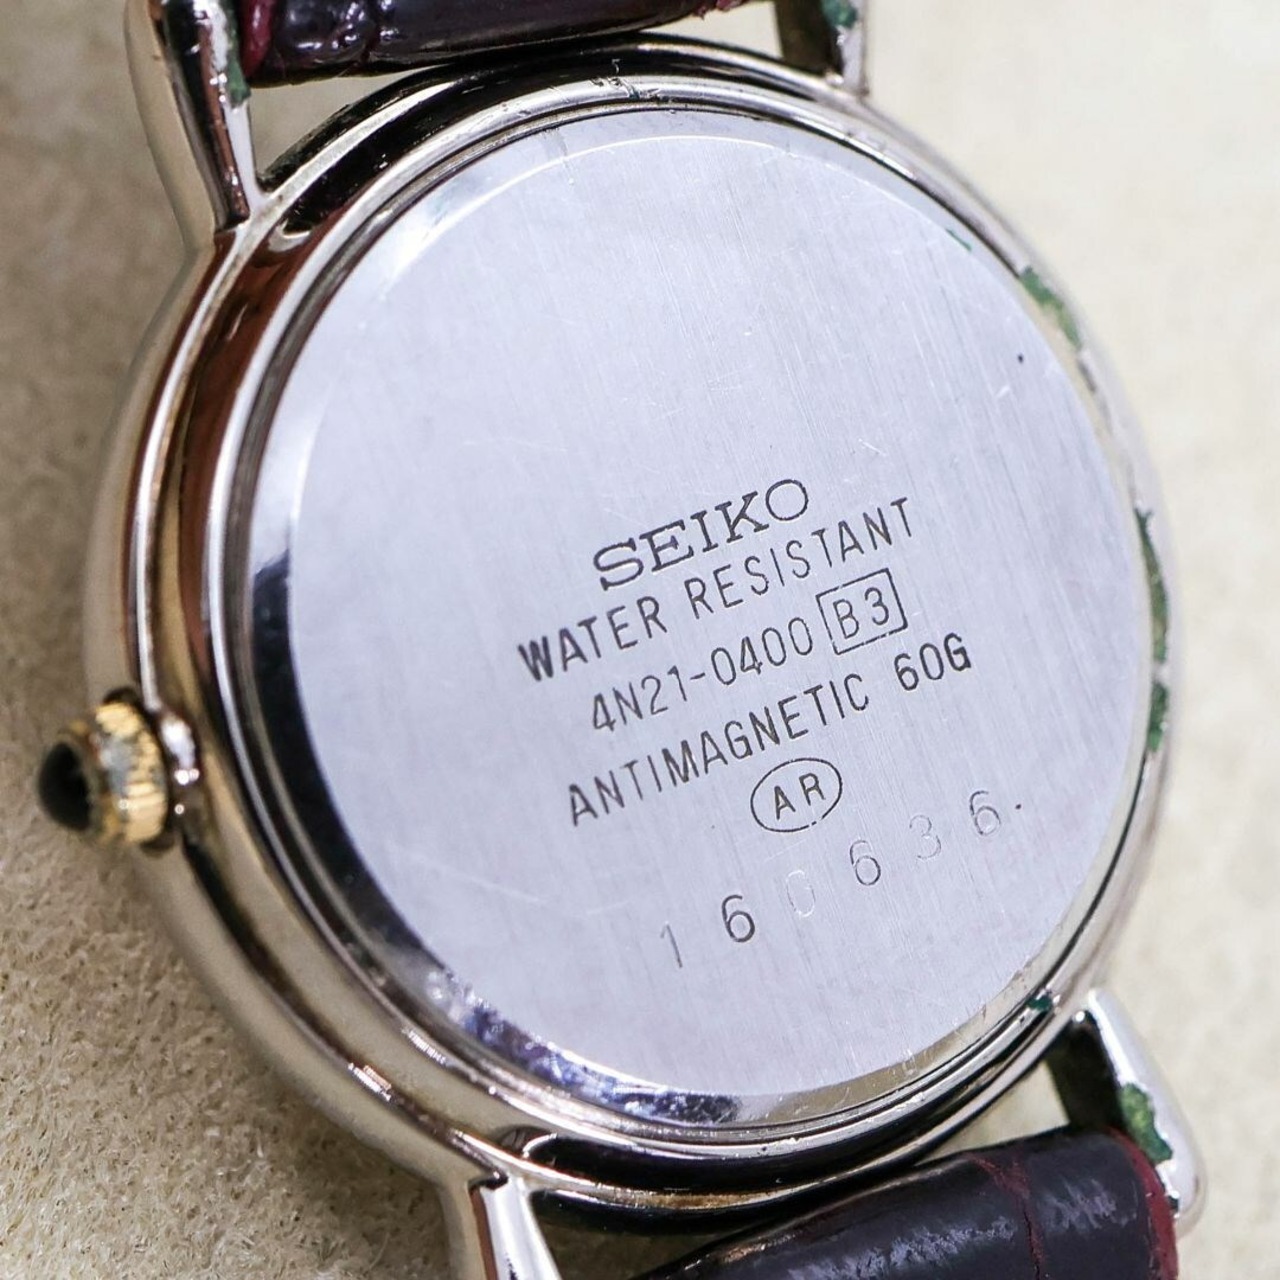 SEIKO
WATER RESISTANT
4N21-0400 B3
ANTIMAGNETIC 60G
AR
160636.